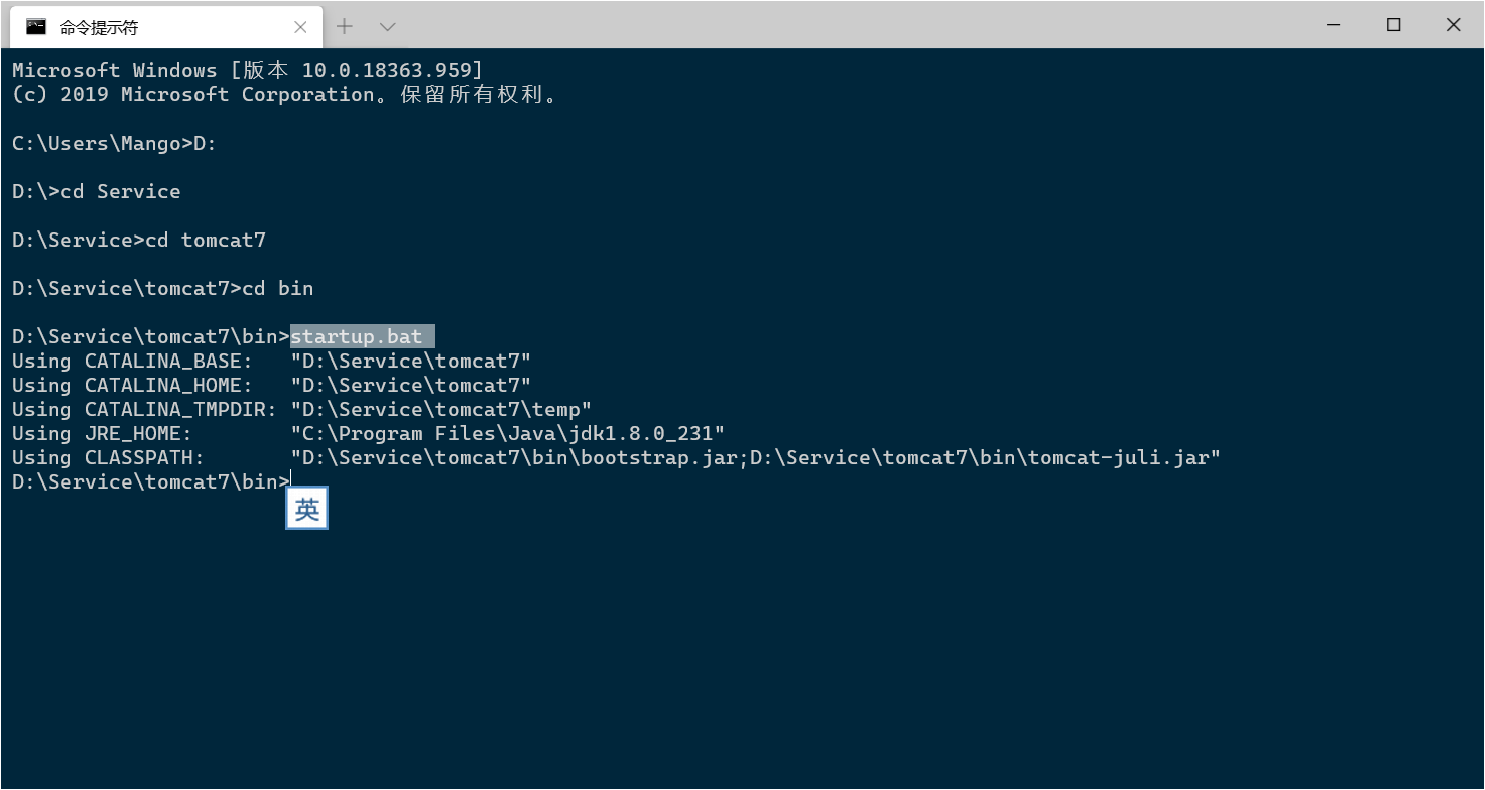 命令提示符
Microsoft Windows [版本 10.0.18363.959]
(c) 2019 Microsoft Corporation。保留所有权利。
C:\Users\Mango>D:
D:\>cd Service
D:\Service>cd tomcat7
D:\Service\tomcat7>cd bin
D:\Service\tomcat7\bin>startup.bat
Using CATALINA_BASE:   "D:\Service\tomcat7"
Using CATALINA_HOME:   "D:\Service\tomcat7"
Using CATALINA_TMPDIR: "D:\Service\tomcat7\temp"
Using JRE_HOME:        "C:\Program Files\Java\jdk1.8.0_231"
Using CLASSPATH:       "D:\Service\tomcat7\bin\bootstrap.jar;D:\Service\tomcat7\bin\tomcat-juli.jar"
D:\Service\tomcat7\bin>
英